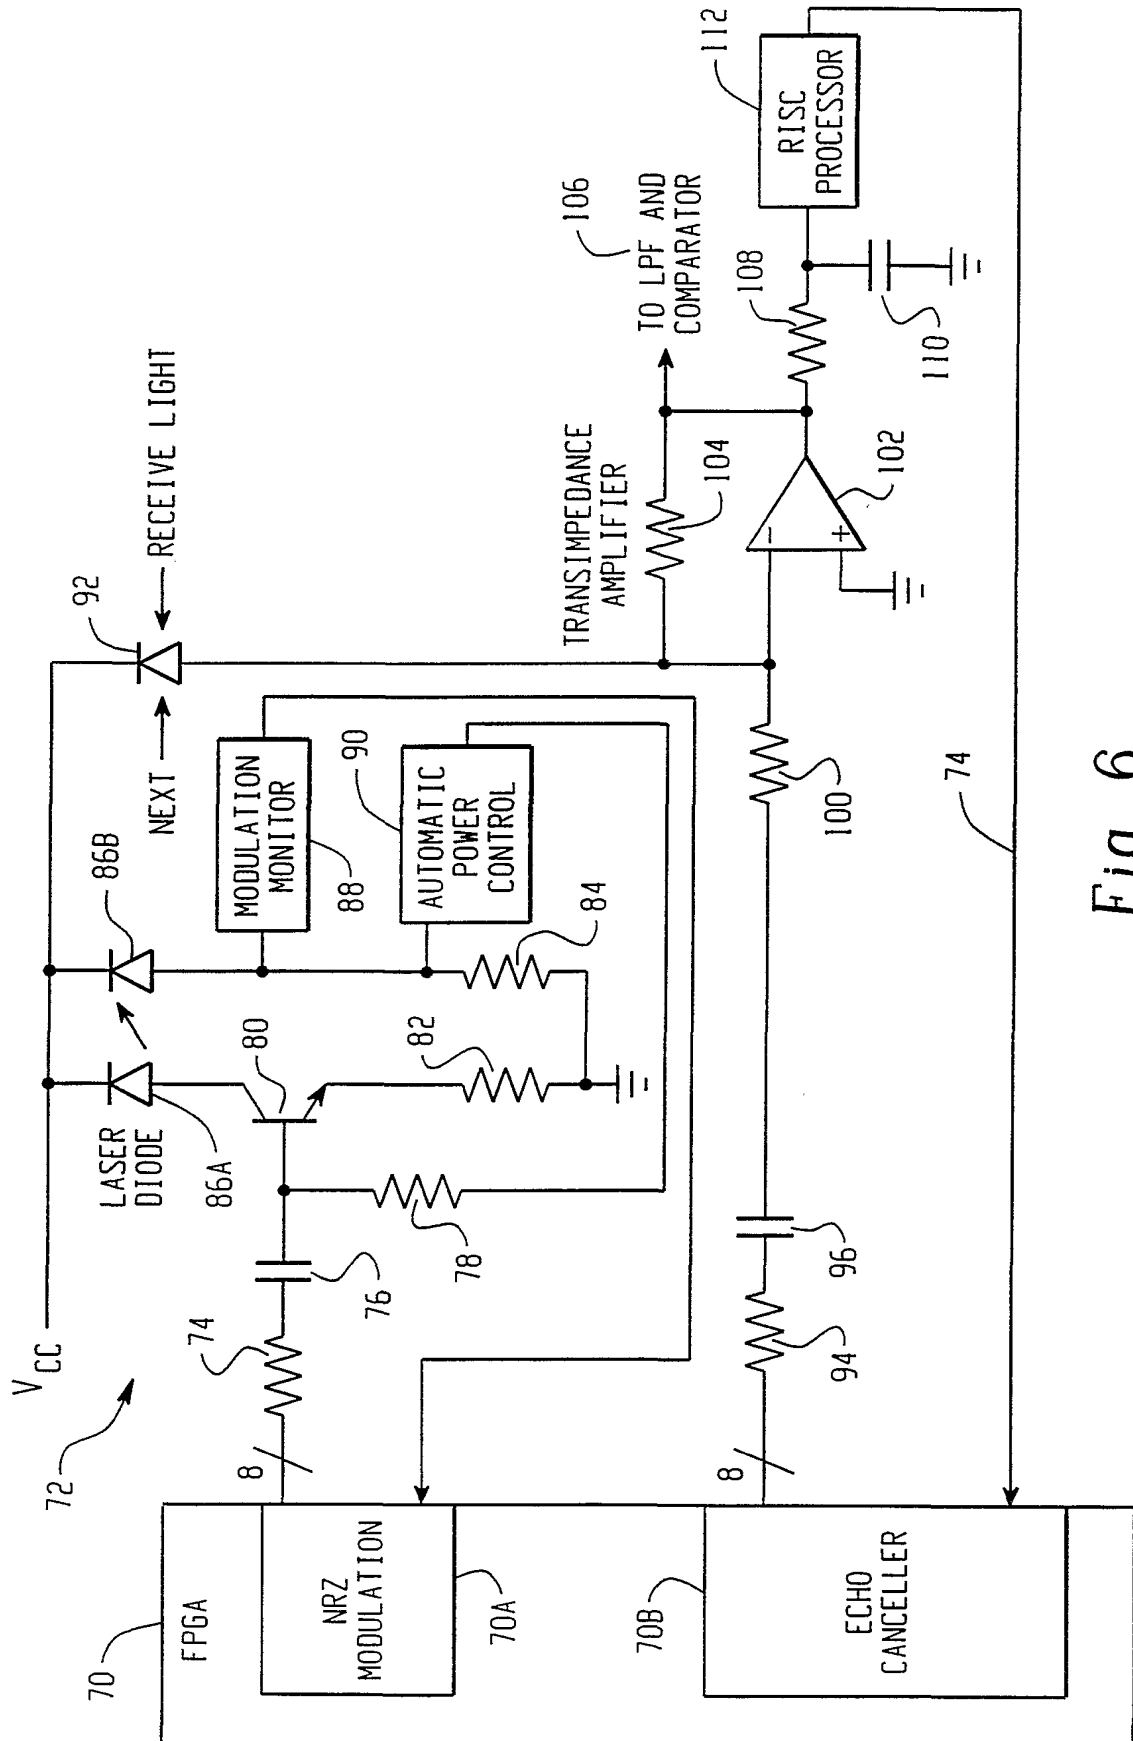 72
V CC
70
FPGA
NRZ
MODULATION
70A
70B
ECHO
CANCELLER
8
74
76
78
80
82
84
LASER
DIODE
86A
86B
MODULATION
MONITOR
88
AUTOMATIC
POWER
CONTROL
90
NEXT
92
RECEIVE LIGHT
8
94
96
100
TRANSIMPEDANCE
AMPLIFIER
104
-
+
102
106
TO LPF AND
COMPARATOR
108
110
RISC
PROCESSOR
112
74
Fig. 6